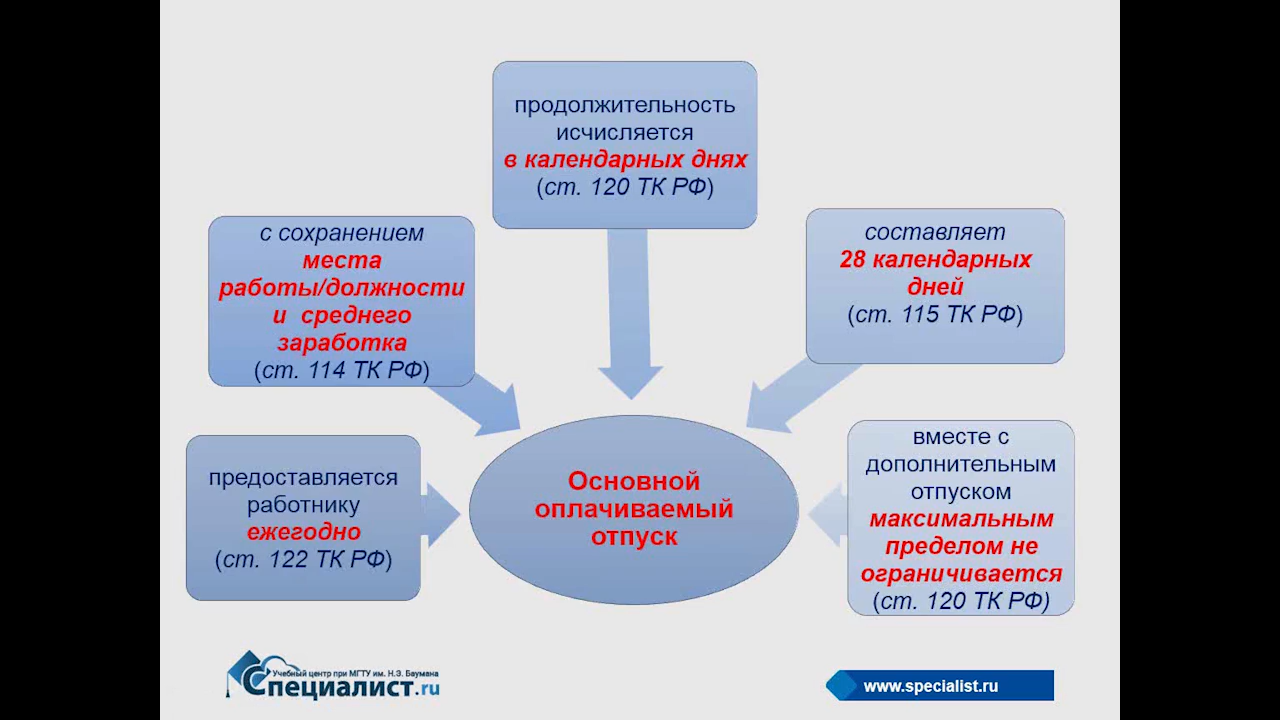 продолжительность
исчисляется
в календарных днях
(ст. 120 ТК РФ)
с сохранением
места
работы/должности
и среднего
заработка
(ст. 114 ТК РФ)
составляет
28 календарных
дней
(ст. 115 ТК РФ)
предоставляется
работнику
ежегодно
(ст. 122 ТК РФ)
Основной
оплачиваемый
отпуск
вместе с
дополнительным
отпуском
максимальным
пределом не
ограничивается
(ст. 120 ТК РФ)
Учебный центр при МГТУ им. Н.Э. Баумана
Специалист.ru
www.specialist.ru